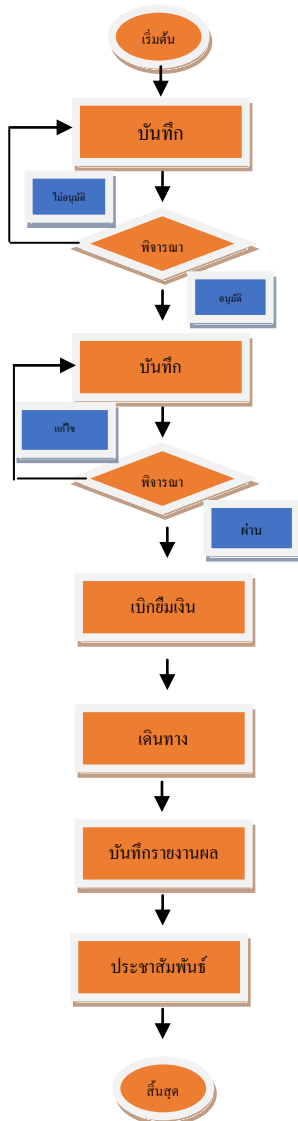 เริ่มต้น
บันทึก
ไม่อนุมัติ
พิจารณา
อนุมัติ
บันทึก
แก้ไข
พิจารณา
ผ่าน
เบิกยืมเงิน
เดินทาง
บันทึกรายงานผล
ประชาสัมพันธ์
สิ้นสุด